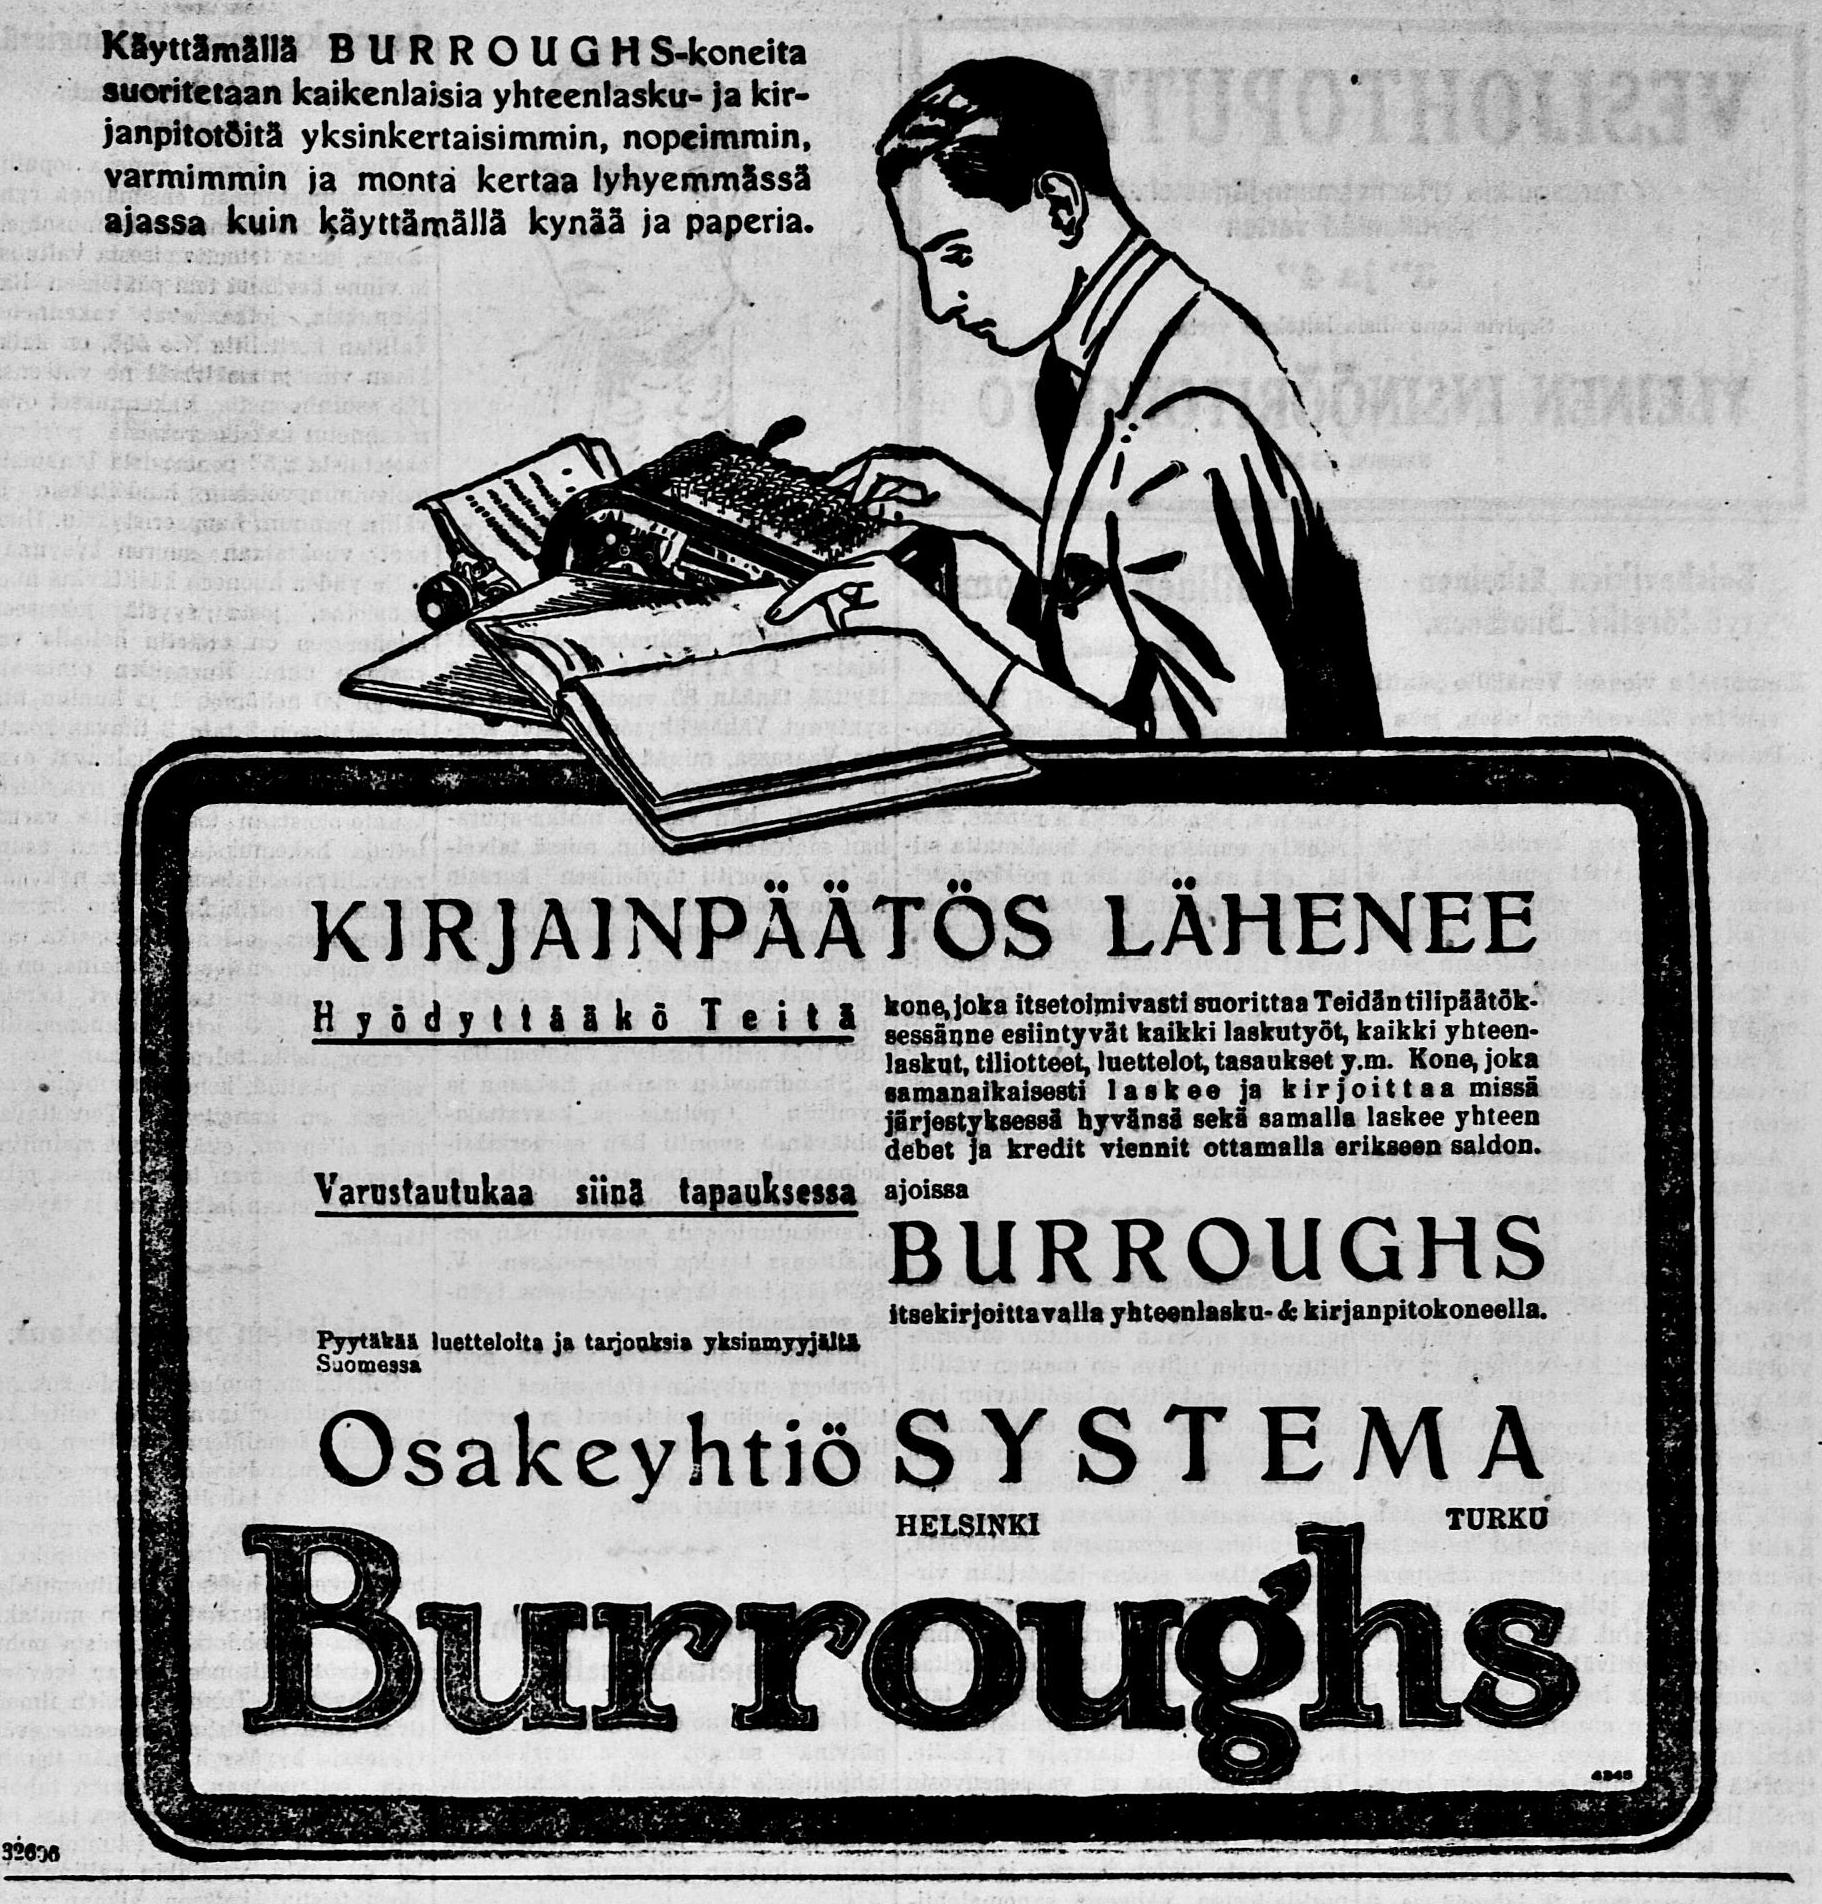 Käyttämällä BURROUGHS-koneita
suoritetaan kaikenlaisia yhteenlasku- ja kir-
janpitotöitä yksinkertaisimmin, nopeimmin,
varmimmin ja monta kertaa lyhyemmässä
ajassa kuin käyttämällä kynää ja paperia.
KIRJAINPÄÄTÖS LÄHENEE
Hyödyttääkö Teitä
kone, joka itsetoimivasti suorittaa Teidän tilipäätök-
sessänne esiintyvät kaikki laskutyöt, kaikki yhteen-
laskut, tiliotteet, luettelot, tasaukset y.m. Kone, joka
samanaikaisesti laskee ja kirjoittaa missä
järjestyksessä hyvänsä sekä samalla laskee yhteen
debet ja kredit viennit ottamalla erikseen saldon.
Varustautukaa siinä tapauksessa
ajoissa
BURROUGHS
itsekirjoittavalla yhteenlasku- & kirjanpitokoneella.
Pyytäkää luetteloita ja tarjouksia yksinmyyjältä
Suomessa
Osakeyhtiö SYSTEMA
HELSINKI TURKU
Burroughs
4345